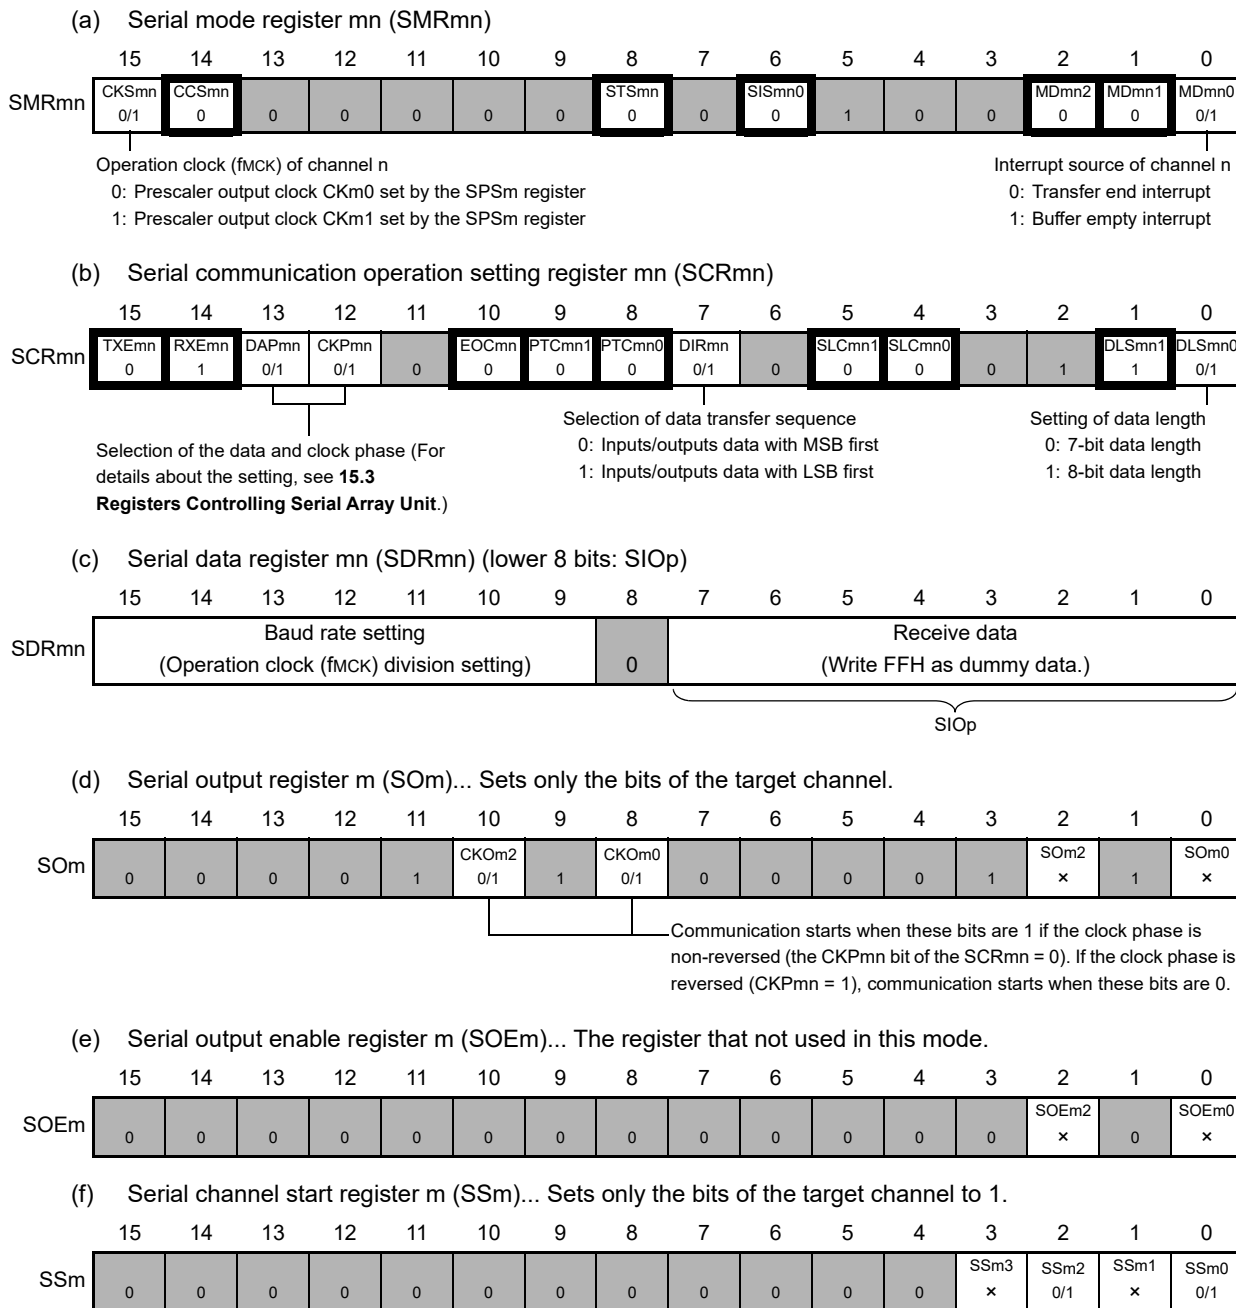 (a) Serial mode register mn (SMRmn)
15 14 13 12 11 10 9 8 7 6 5 4 3 2 1 0
SMRmn
CKSmn CCSmn STSmn SISmn0 MDmn2 MDmn1 MDmn0
0/1 0 0 0 0 0 0 0 0 0 1 0 0 0 0 0/1
Operation clock (fMCK) of channel n
0: Prescaler output clock CKm0 set by the SPSm register
1: Prescaler output clock CKm1 set by the SPSm register
Interrupt source of channel n
0: Transfer end interrupt
1: Buffer empty interrupt
(b) Serial communication operation setting register mn (SCRmn)
15 14 13 12 11 10 9 8 7 6 5 4 3 2 1 0
SCRmn
TXEmn RXEmn DAPmn CKPmn EOCmn PTCmn1 PTCmn0 DIRmn SLCmn1 SLCmn0 DLSmn1 DLSmn0
0 1 0/1 0/1 0 0 0 0 0/1 0 0 0 0 1 1 0/1
Selection of the data and clock phase (For
details about the setting, see 15.3
Registers Controlling Serial Array Unit.)
Selection of data transfer sequence
0: Inputs/outputs data with MSB first
1: Inputs/outputs data with LSB first
Setting of data length
0: 7-bit data length
1: 8-bit data length
(c) Serial data register mn (SDRmn) (lower 8 bits: SIOp)
15 14 13 12 11 10 9 8 7 6 5 4 3 2 1 0
SDRmn
Baud rate setting
(Operation clock (fMCK) division setting)
0
Receive data
(Write FFH as dummy data.)
SIOp
(d) Serial output register m (SOm)... Sets only the bits of the target channel.
15 14 13 12 11 10 9 8 7 6 5 4 3 2 1 0
SOm
CKOm2 CKOm0 SOm2 SOm0
0 0 0 0 1 0/1 1 0/1 0 0 0 0 1 × 1 ×
Communication starts when these bits are 1 if the clock phase is
non-reversed (the CKPmn bit of the SCRmn = 0). If the clock phase is
reversed (CKPmn = 1), communication starts when these bits are 0.
(e) Serial output enable register m (SOEm)... The register that not used in this mode.
15 14 13 12 11 10 9 8 7 6 5 4 3 2 1 0
SOEm
SOEm2 SOEm0
0 0 0 0 0 0 0 0 0 0 0 0 0 × 0 ×
(f) Serial channel start register m (SSm)... Sets only the bits of the target channel to 1.
15 14 13 12 11 10 9 8 7 6 5 4 3 2 1 0
SSm
SSm3 SSm2 SSm1 SSm0
0 0 0 0 0 0 0 0 0 0 0 0 × 0/1 × 0/1